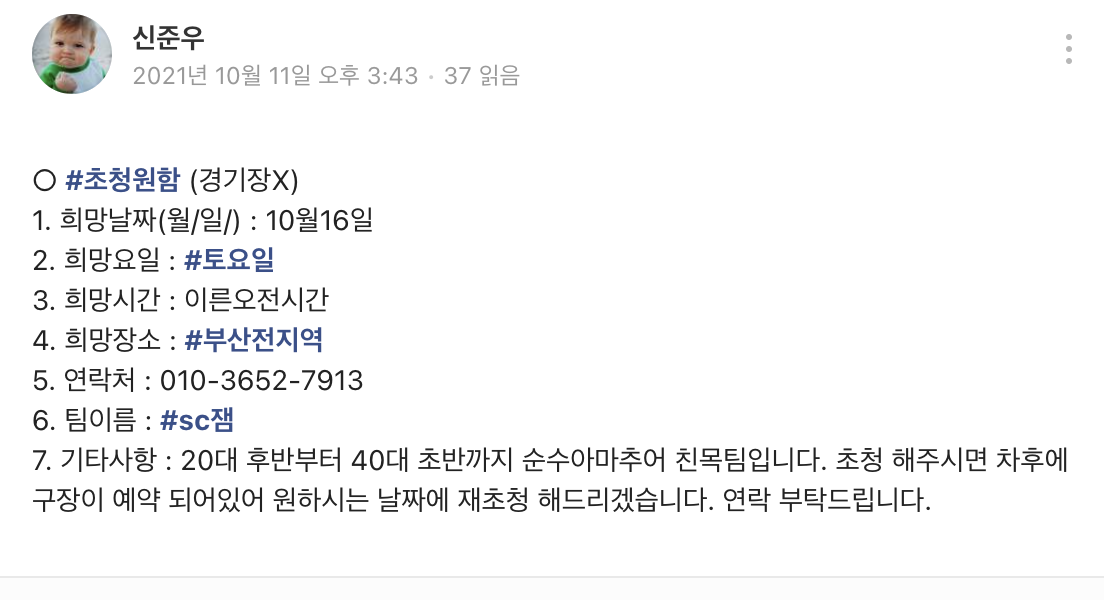 신준우
2021년 10월 11일 오후 3:43 · 37 읽음
○ #초청원함 (경기장X)
1. 희망날짜(월/일/) : 10월16일
2. 희망요일 : #토요일
3. 희망시간 : 이른오전시간
4. 희망장소 : #부산전지역
5. 연락처 : 010-3652-7913
6. 팀이름 : #sc잼
7. 기타사항 : 20대 후반부터 40대 초반까지 순수아마추어 친목팀입니다. 초청 해주시면 차후에
구장이 예약 되어있어 원하시는 날짜에 재초청 해드리겠습니다. 연락 부탁드립니다.